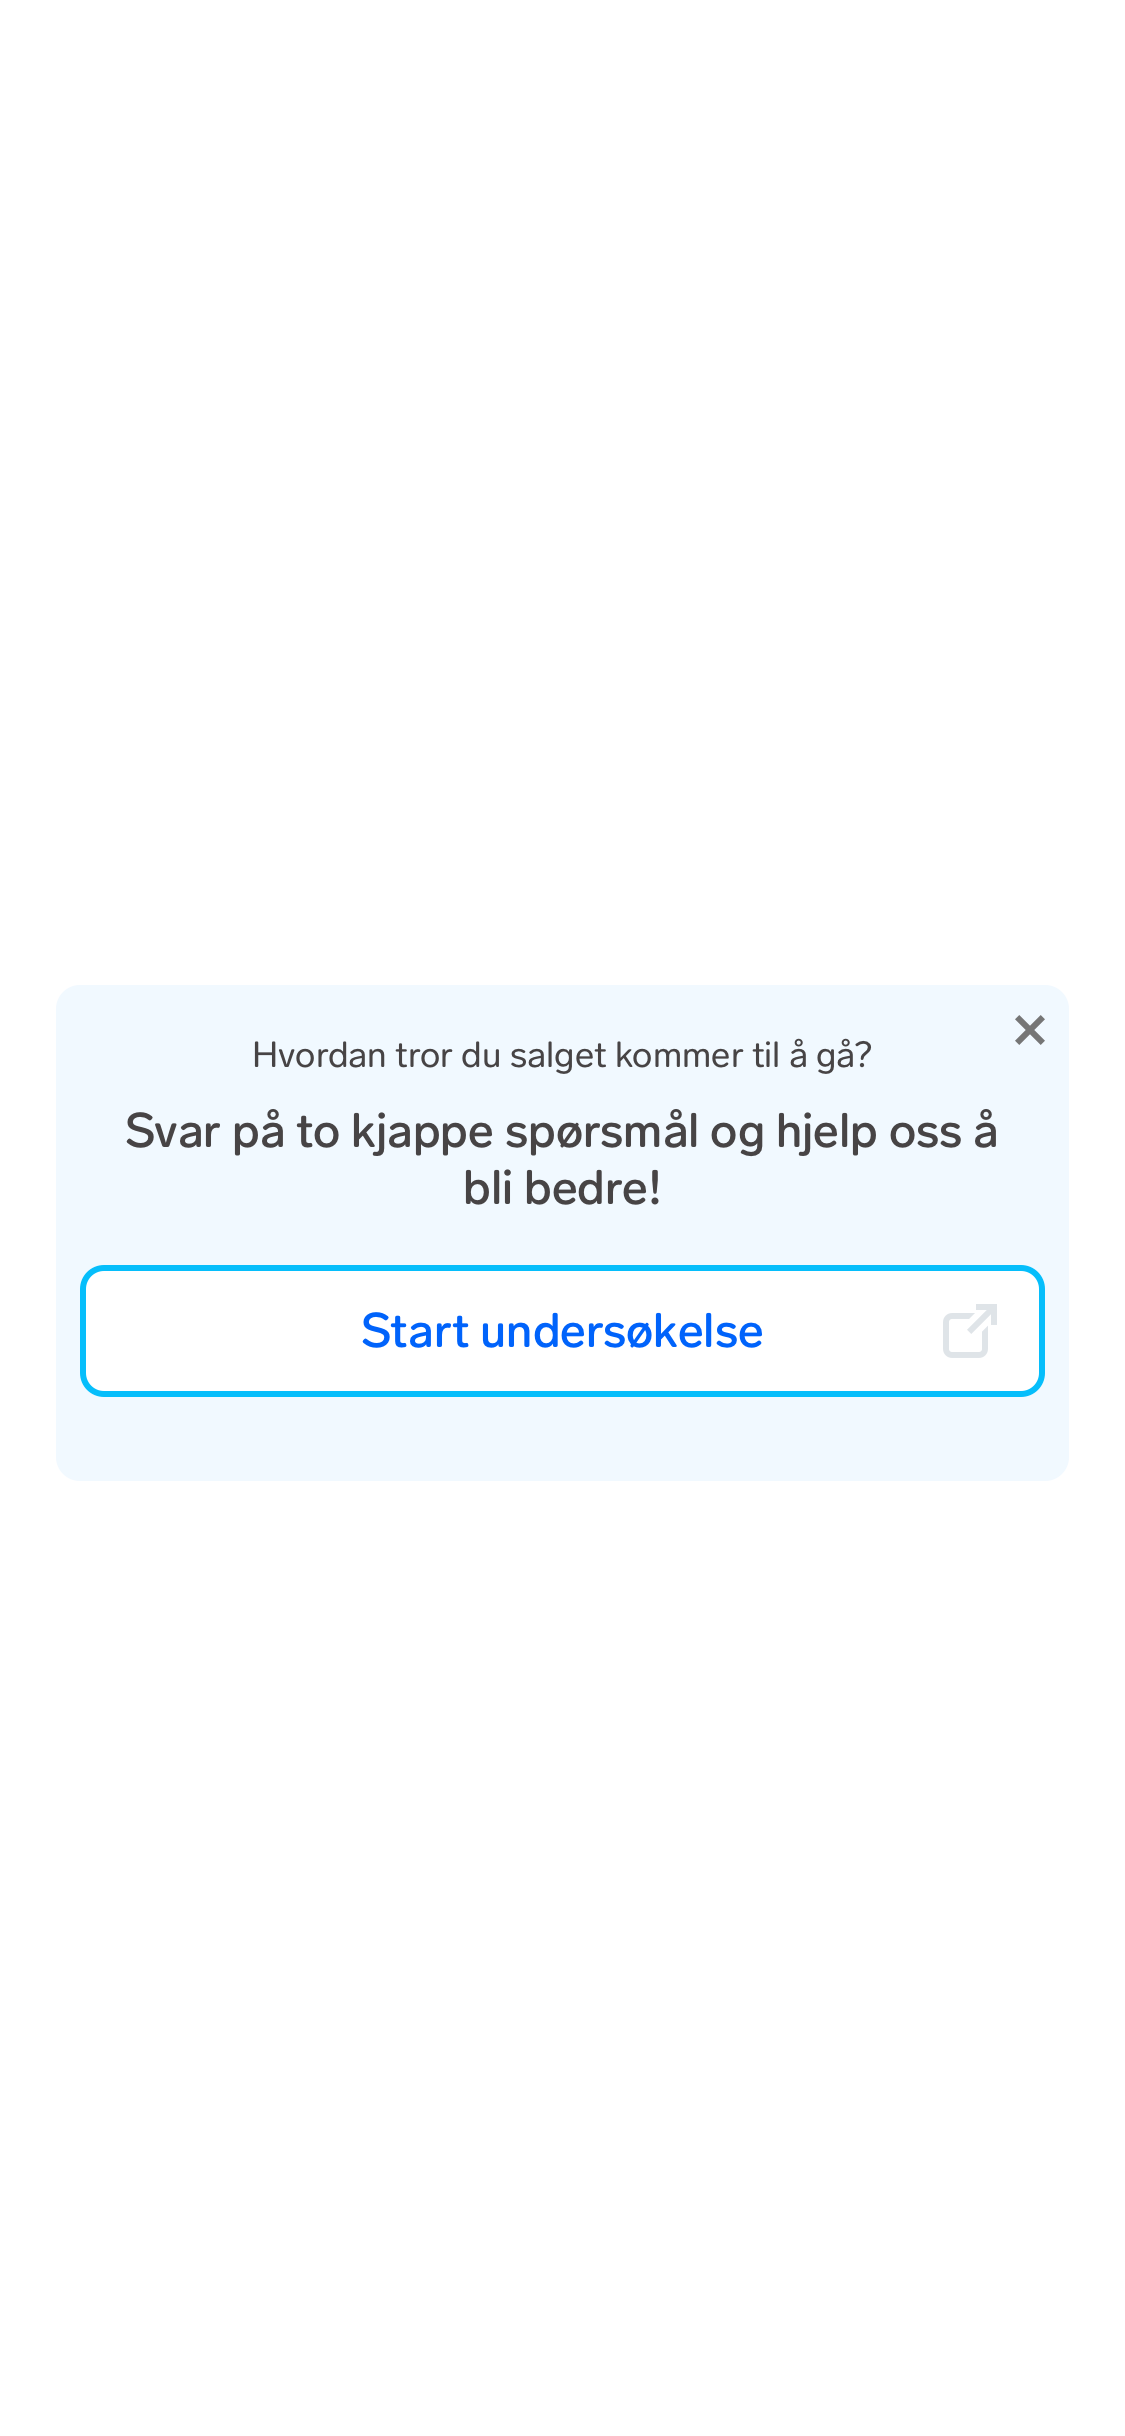 Hvordan tror du salget kommer til å gå?
Svar på to kjappe spørsmål og hjelp oss å
bli bedre!
Start undersøkelse